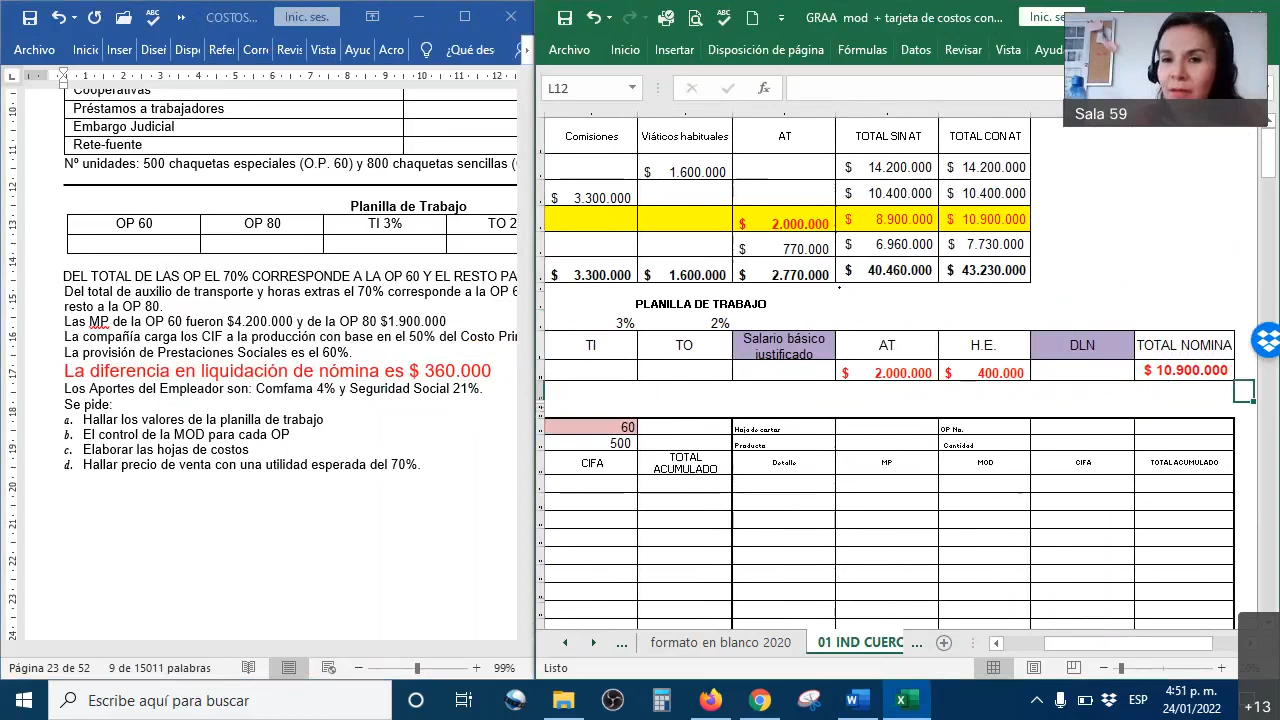 COSTOS...
Inic. ses.
Archivo Inicio Inser Diseñ Disp Refer Corre Revis Vista Ayuc Acro ¿Qué des
Cooperativas
Préstamos a trabajadores
Embargo Judicial
Rete-fuente
Nº unidades: 500 chaquetas especiales (O.P. 60) y 800 chaquetas sencillas (
Planilla de Trabajo
OP 60 OP 80 TI 3% TO 2
DEL TOTAL DE LAS OP EL 70% CORRESPONDE A LA OP 60 Y EL RESTO PA
Del total de auxilio de transporte y horas extras el 70% corresponde a la OP 6
resto a la OP 80.
Las MP de la OP 60 fueron $4.200.000 y de la OP 80 $1.900.000
La compañía carga los CIF a la producción con base en el 50% del Costo Prin
La provisión de Prestaciones Sociales es el 60%.
La diferencia en liquidación de nómina es $ 360.000
Los Aportes del Empleador son: Comfama 4% y Seguridad Social 21%.
Se pide:
a. Hallar los valores de la planilla de trabajo
b. El control de la MOD para cada OP
c. Elaborar las hojas de costos
d. Hallar precio de venta con una utilidad esperada del 70%.
Página 23 de 52 9 de 15011 palabras 99%
GRAA mod + tarjeta de costos con...
Inic. ses.
Archivo Inicio Insertar Disposición de página Fórmulas Datos Revisar Vista Ayuda
L12
Sala 59
Comisiones Viáticos habituales AT TOTAL SIN AT TOTAL CON AT
$ 1.600.000 $ 14.200.000 $ 14.200.000
$ 3.300.000 $ 10.400.000 $ 10.400.000
$ 2.000.000 $ 8.900.000 $ 10.900.000
$ 770.000 $ 6.960.000 $ 7.730.000
$ 3.300.000 $ 1.600.000 $ 2.770.000 $ 40.460.000 $ 43.230.000
PLANILLA DE TRABAJO
3% 2%
TI TO Salario básico justificado AT H.E. DLN TOTAL NOMINA
$ 2.000.000 $ 400.000 $ 10.900.000
60 Hoja de cortar OP No.
500 Producto Cantidad
CIFA TOTAL ACUMULADO Detalle MP MOD CIFA TOTAL ACUMULADO
... formato en blanco 2020 01 IND CUERC ...
Listo
Escribe aquí para buscar
ESP
4:51 p. m.
24/01/2022
+13